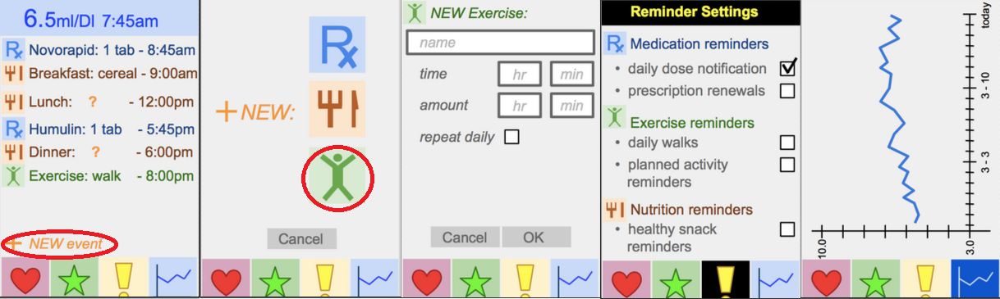 6.5ml/Dl 7:45am
Rx Novorapid: 1 tab - 8:45am
Breakfast: cereal - 9:00am
Lunch: ? - 12:00pm
Rx Humulin: 1 tab - 5:45pm
Dinner: ? - 6:00pm
Exercise: walk - 8:00pm
+ NEW event
Rx
+NEW:
Cancel
NEW Exercise:
name
time hr min
amount hr min
repeat daily
Cancel OK
Reminder Settings
Rx Medication reminders
• daily dose notification
• prescription renewals
Exercise reminders
• daily walks
• planned activity
reminders
Nutrition reminders
• healthy snack
reminders
today
3 - 10
3 - 3
10.0
3.0